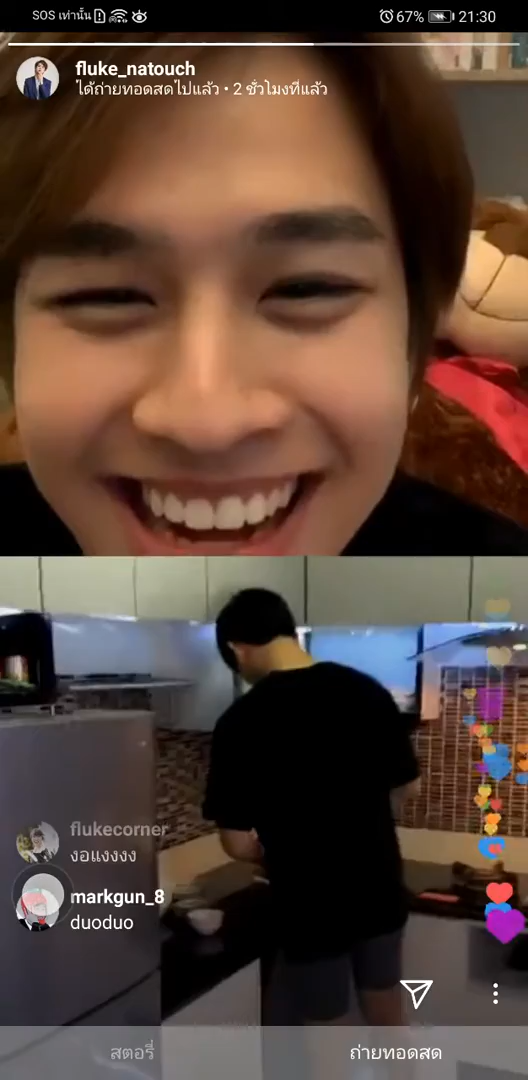 SOS เท่านั้น 67% 21:30
fluke_natouch
ได้ถ่ายทอดสดไปแล้ว • 2 ชั่วโมงที่แล้ว
flukecorner
งอแงงงง
markgun_8
duoduo
สตอรี่ ถ่ายทอดสด